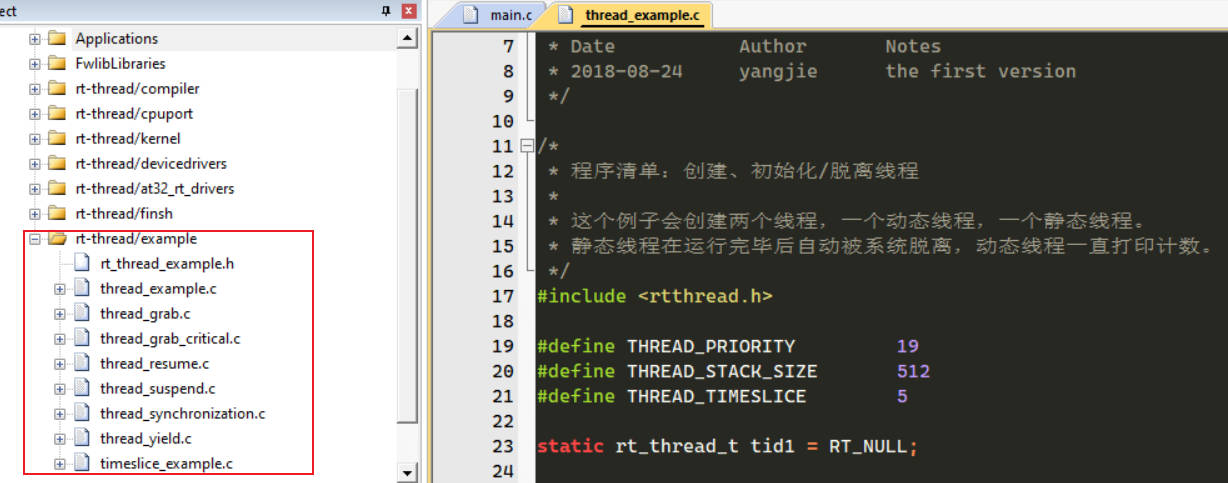 ect
Applications
FwlibLibraries
rt-thread/compiler
rt-thread/cpuport
rt-thread/kernel
rt-thread/devicedrivers
rt-thread/at32_rt_drivers
rt-thread/finsh
rt-thread/example
rt_thread_example.h
thread_example.c
thread_grab.c
thread_grab_critical.c
thread_resume.c
thread_suspend.c
thread_synchronization.c
thread_yield.c
timeslice_example.c
main.c thread_example.c
7 * Date Author Notes
8 * 2018-08-24 yangjie the first version
9 */
10
11 /*
12 * 程序清单：创建、初始化/脱离线程
13 *
14 * 这个例子会创建两个线程，一个动态线程，一个静态线程。
15 * 静态线程在运行完毕后自动被系统脱离，动态线程一直打印计数。
16 */
17 #include <rtthread.h>
18
19 #define THREAD_PRIORITY 19
20 #define THREAD_STACK_SIZE 512
21 #define THREAD_TIMESLICE 5
22
23 static rt_thread_t tid1 = RT_NULL;
24